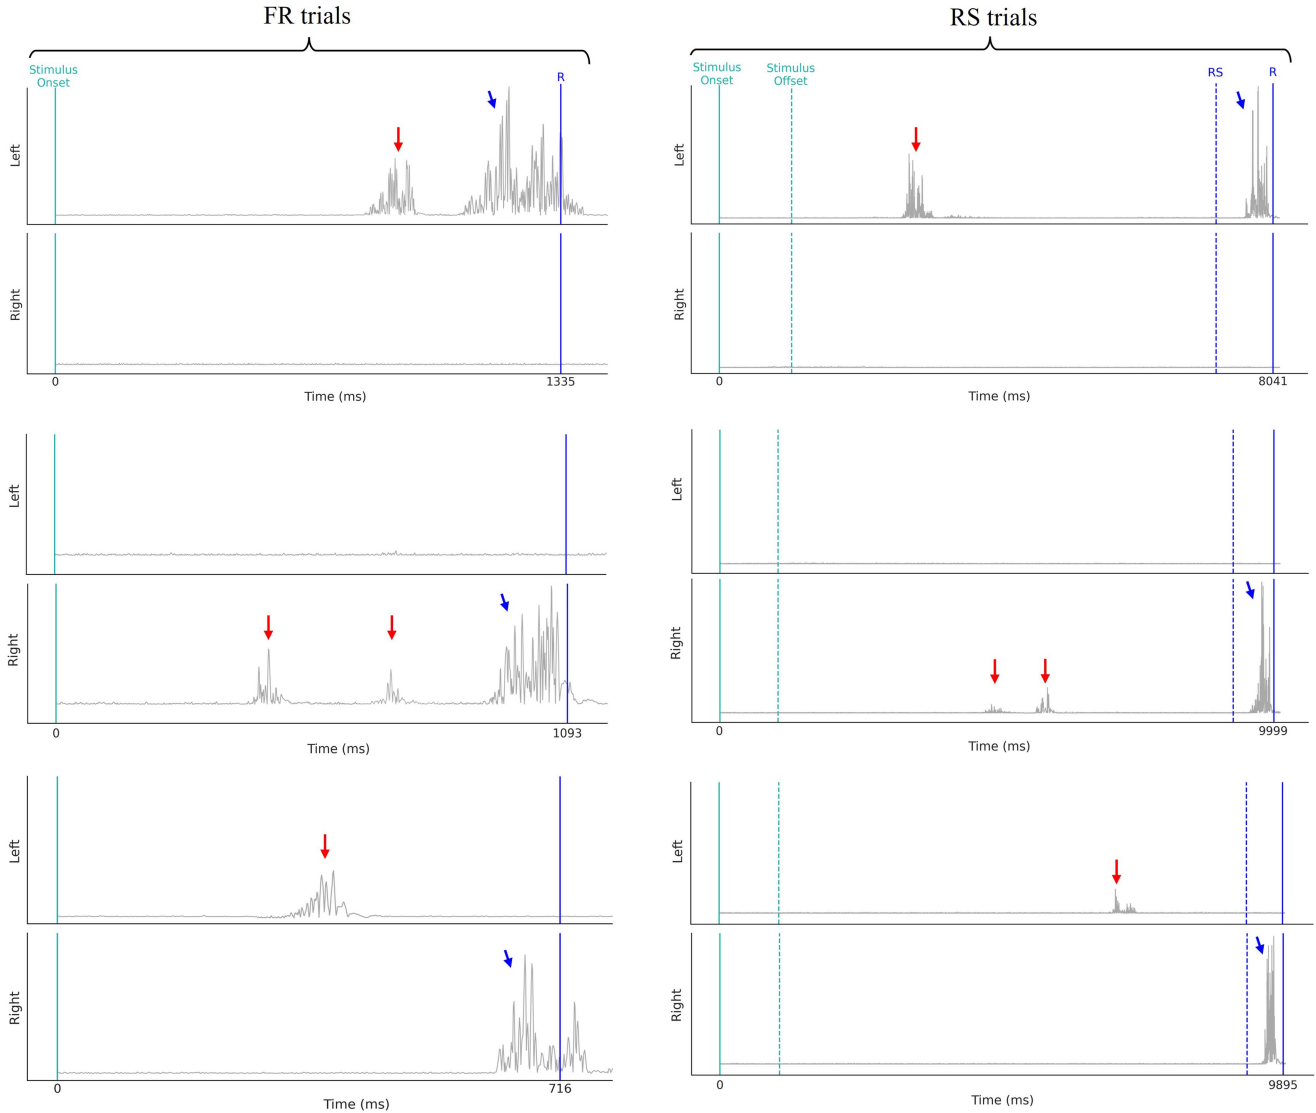 FR trials
Stimulus
Onset
R
Left
Right
0
1335
Time (ms)
Left
Right
0
1093
Time (ms)
Left
Right
0
716
Time (ms)
RS trials
Stimulus
Onset
Stimulus
Offset
RS
R
Left
Right
0
8041
Time (ms)
Left
Right
0
9999
Time (ms)
Left
Right
0
9895
Time (ms)